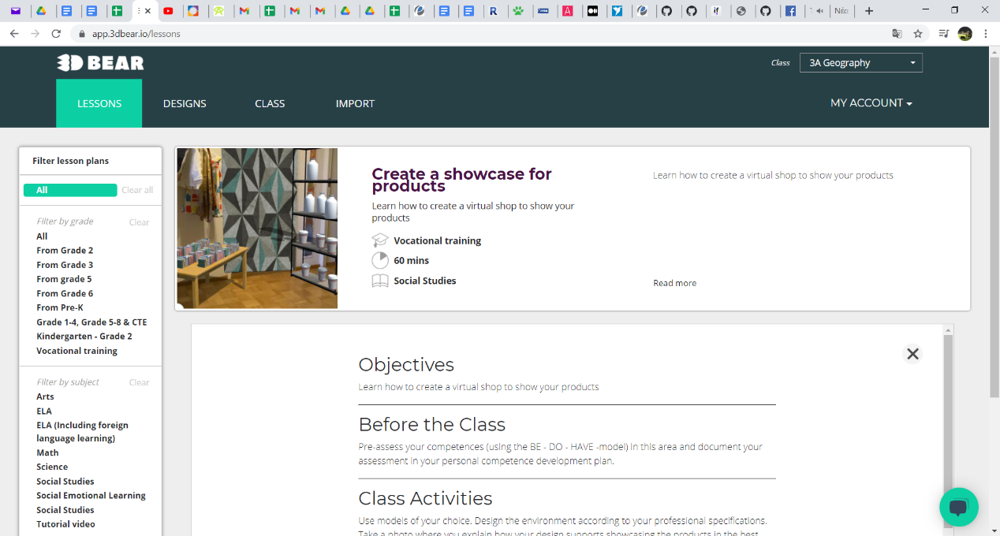 app.3dbear.io/lessons
3D BEAR
Class
3A Geography
LESSONS
DESIGNS
CLASS
IMPORT
MY ACCOUNT
Filter lesson plans
All
Clear all
Filter by grade
Clear
All
From Grade 2
From Grade 3
From grade 5
From Grade 6
From Pre-K
Grade 1-4, Grade 5-8 & CTE
Kindergarten - Grade 2
Vocational training
Filter by subject
Clear
Arts
ELA
ELA (Including foreign
language learning)
Math
Science
Social Studies
Social Emotional Learning
Social Studies
Tutorial video
Create a showcase for
products
Learn how to create a virtual shop to show your
products
Vocational training
60 mins
Social Studies
Learn how to create a virtual shop to show your products
Read more
Objectives
Learn how to create a virtual shop to show your products
Before the Class
Pre-assess your competences (using the BE - DO - HAVE -model) in this area and document your
assessment in your personal competence development plan.
Class Activities
Use models of your choice. Design the environment according to your professional specifications.
Take a photo where you explain how your design supports showcasing the products in the best